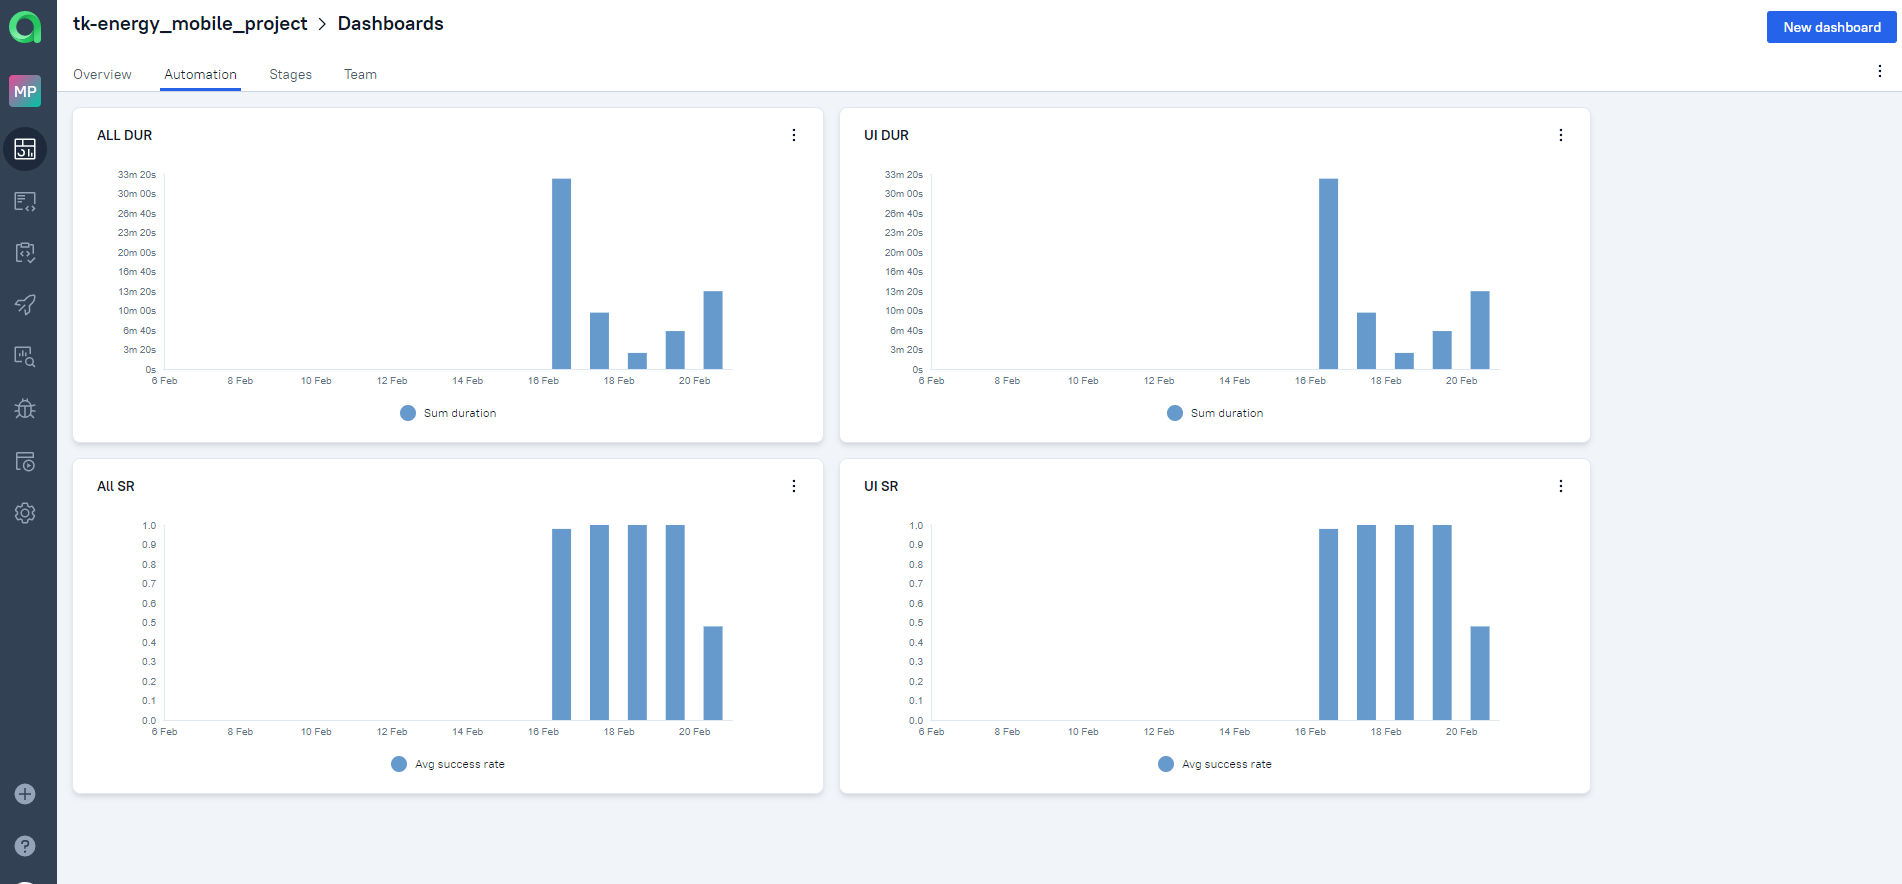 tk-energy_mobile_project > Dashboards
New dashboard
Overview Automation Stages Team
MP
ALL DUR
33m 20s
30m 00s
26m 40s
23m 20s
20m 00s
16m 40s
13m 20s
10m 00s
6m 40s
3m 20s
0s
6 Feb 8 Feb 10 Feb 12 Feb 14 Feb 16 Feb 18 Feb 20 Feb
Sum duration
UI DUR
33m 20s
30m 00s
26m 40s
23m 20s
20m 00s
16m 40s
13m 20s
10m 00s
6m 40s
3m 20s
0s
6 Feb 8 Feb 10 Feb 12 Feb 14 Feb 16 Feb 18 Feb 20 Feb
Sum duration
All SR
1.0
0.9
0.8
0.7
0.6
0.5
0.4
0.3
0.2
0.1
0.0
6 Feb 8 Feb 10 Feb 12 Feb 14 Feb 16 Feb 18 Feb 20 Feb
Avg success rate
UI SR
1.0
0.9
0.8
0.7
0.6
0.5
0.4
0.3
0.2
0.1
0.0
6 Feb 8 Feb 10 Feb 12 Feb 14 Feb 16 Feb 18 Feb 20 Feb
Avg success rate